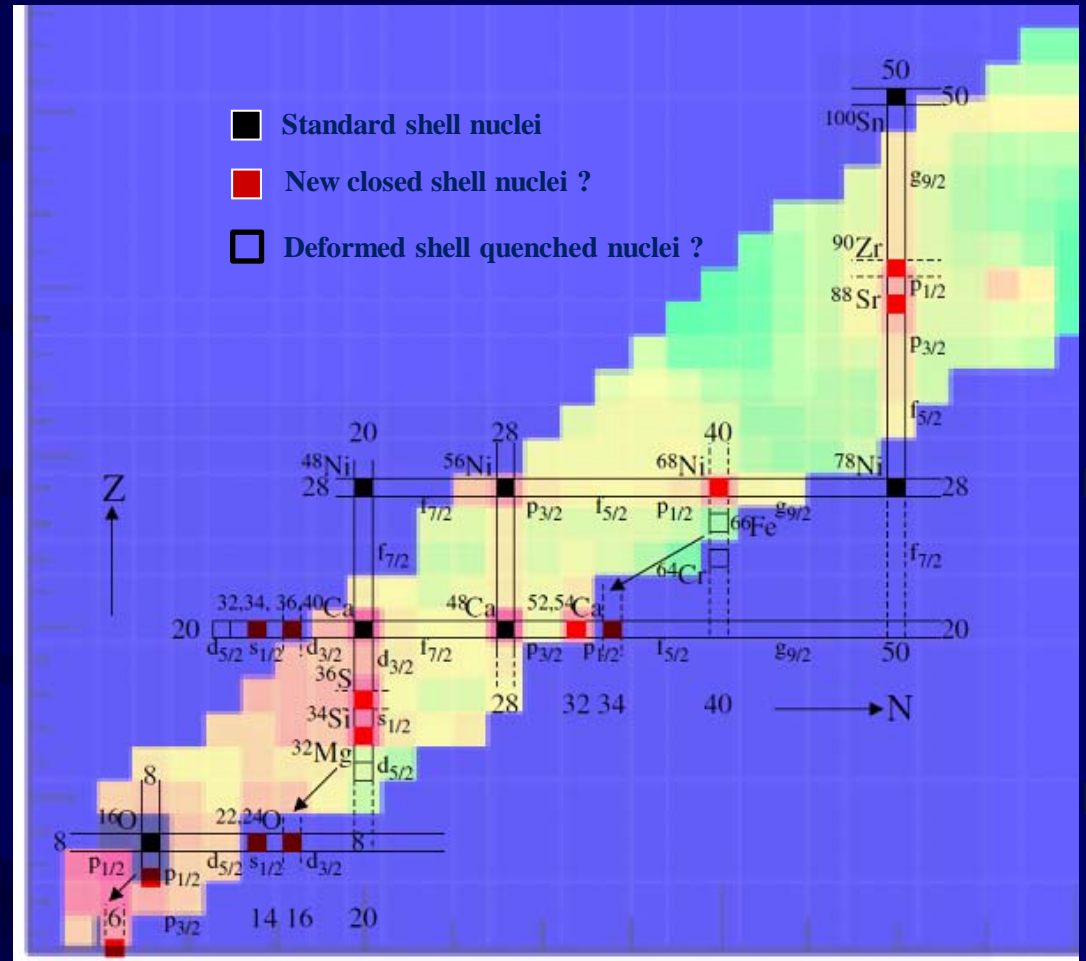 50
50
¹⁰⁰Sn
Standard shell nuclei
New closed shell nuclei ?
g₉/₂
Deformed shell quenched nuclei ?
⁹⁰Zr
p₁/₂
⁸⁸Sr
p₃/₂
f₅/₂
20 28 40
⁴⁸Ni ⁵⁶Ni ⁶⁸Ni ⁷⁸Ni
Z 28 28
f₇/₂ p₃/₂ f₅/₂ p₁/₂ g₉/₂
⁶⁶Fe
f₇/₂ f₇/₂
⁶⁴Cr
32,34, 36,40Ca ⁴⁸Ca 52,54Ca
20 20
d₅/₂ s₁/₂ d₃/₂ f₇/₂ p₃/₂ p₁/₂ f₅/₂ g₉/₂ 50
d₃/₂
³⁶S
28 32 34 40 N
³⁴Si s₁/₂
³²Mg
d₅/₂
8
¹⁶O 22,24O
8 8
p₁/₂ p₁/₂ d₅/₂ s₁/₂ d₃/₂
6 p₃/₂ 14 16 20